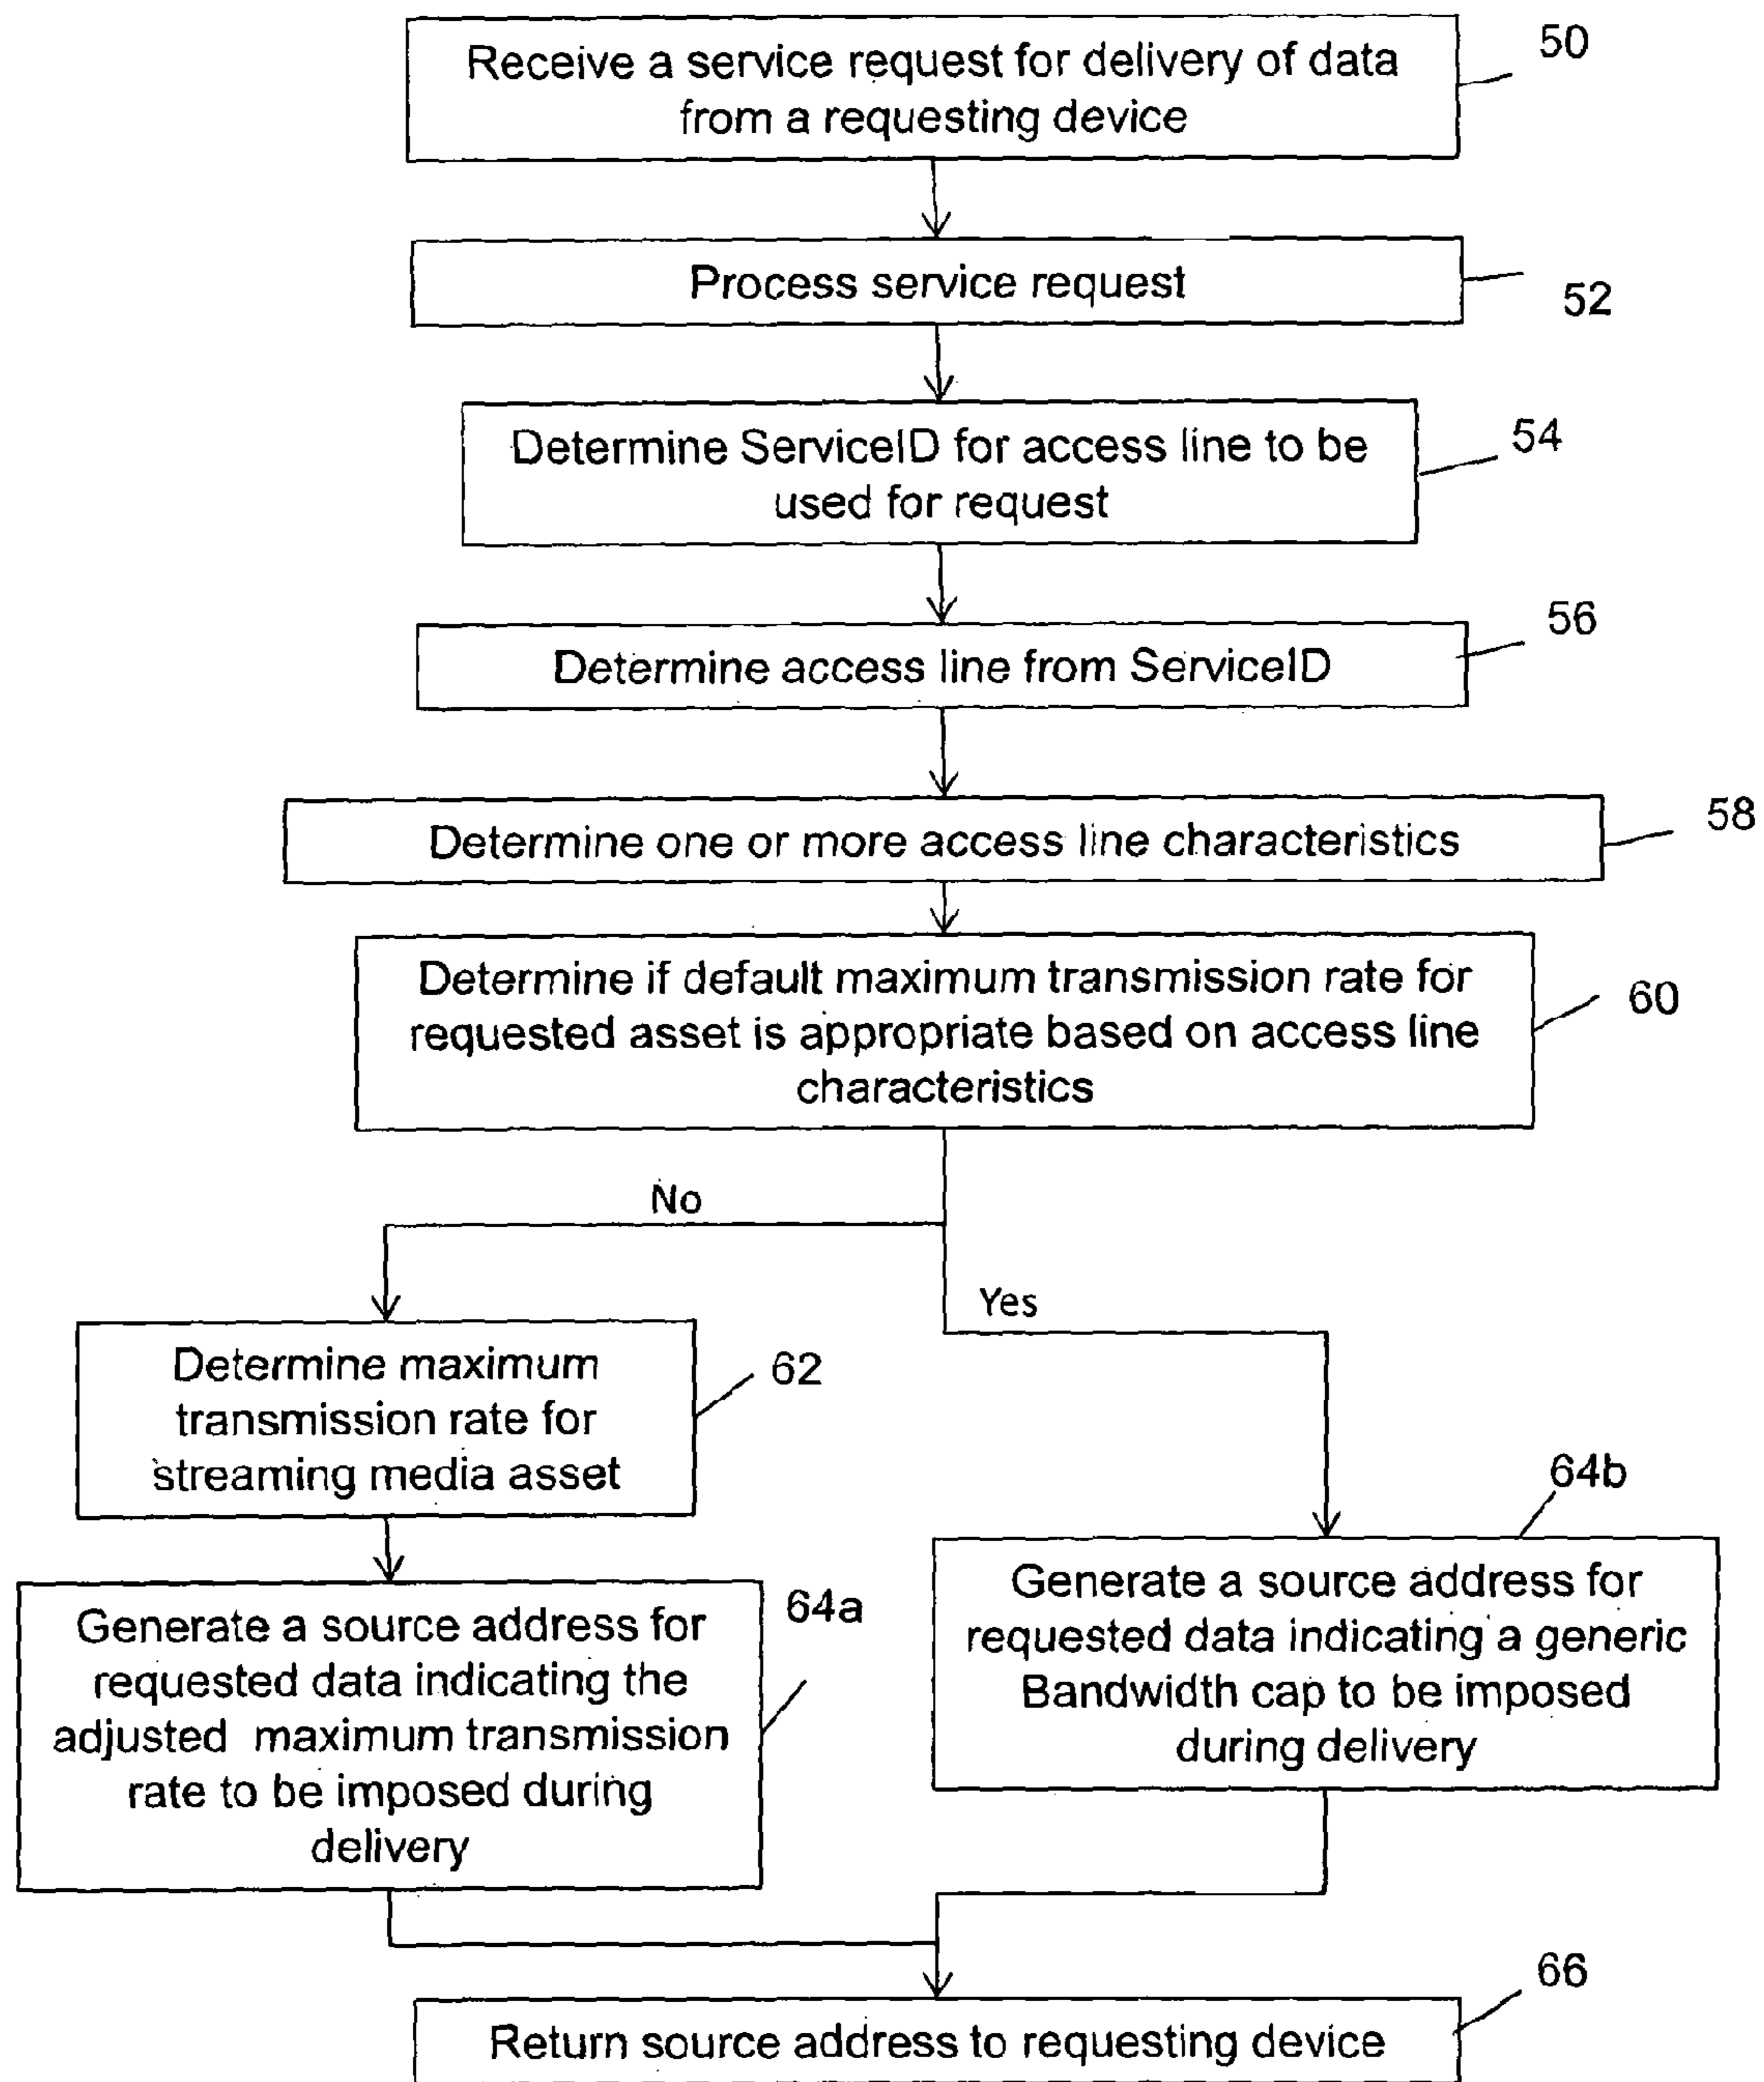 Receive a service request for delivery of data
from a requesting device
50
Process service request
52
Determine ServiceID for access line to be
used for request
54
Determine access line from ServiceID
56
Determine one or more access line characteristics
58
Determine if default maximum transmission rate for
requested asset is appropriate based on access line
characteristics
60
No
Yes
Determine maximum
transmission rate for
streaming media asset
62
64b
Generate a source address for
requested data indicating the
adjusted maximum transmission
rate to be imposed during
delivery
64a
Generate a source address for
requested data indicating a generic
Bandwidth cap to be imposed
during delivery
66
Return source address to requesting device